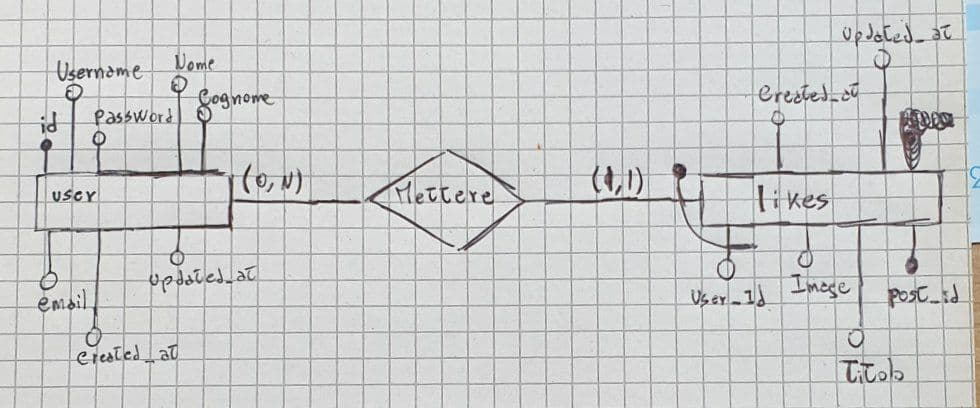 Updated_at
Username
Nome
Cognome
Created_at
id
Password
user
(0,N)
Mettere
(1,1)
likes
email
Updated_at
Created_at
User_Id
Image
post_id
Titolo